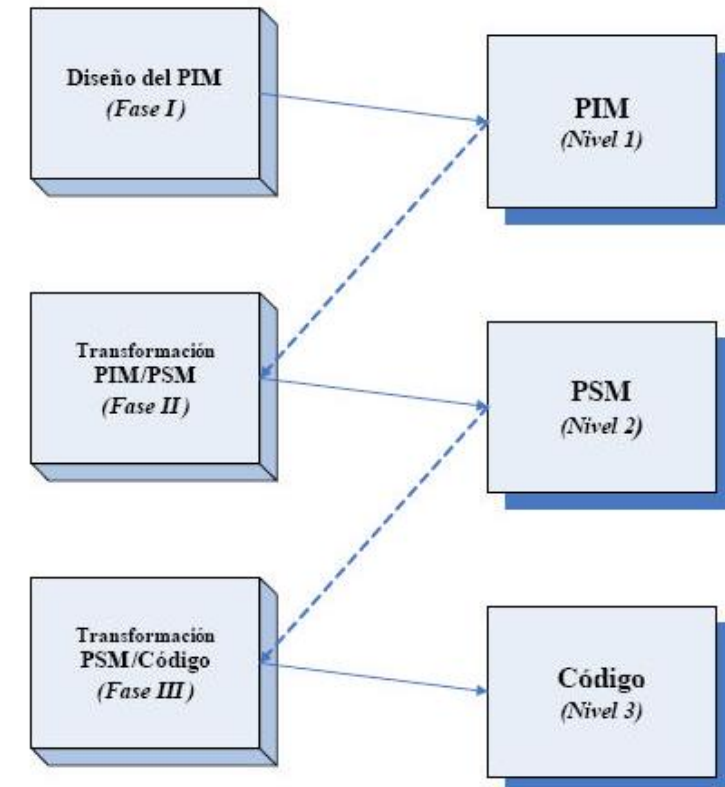 Diseño del PIM
(Fase I)
PIM
(Nivel 1)
Transformación
PIM/PSM
(Fase II)
PSM
(Nivel 2)
Transformación
PSM/Código
(Fase III)
Código
(Nivel 3)